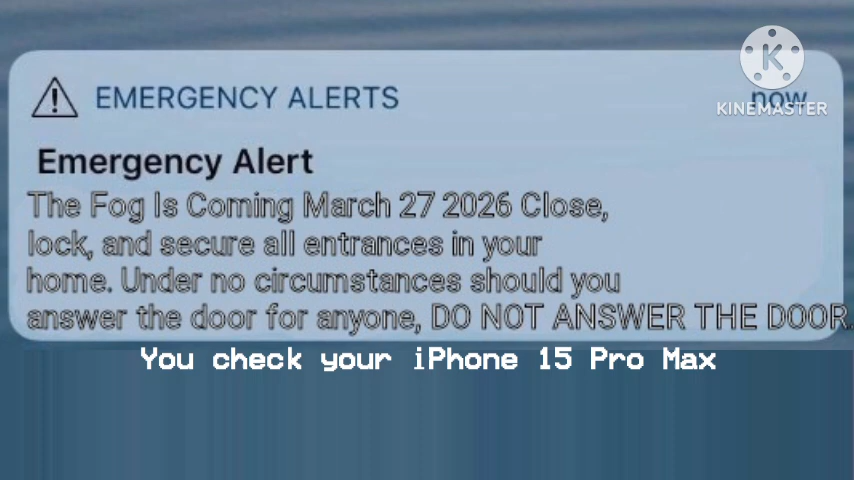 EMERGENCY ALERTS
now
KINEMASTER
Emergency Alert
The Fog Is Coming March 27 2026 Close,
lock, and secure all entrances in your
home. Under no circumstances should you
answer the door for anyone, DO NOT ANSWER THE DOOR.
You check your iPhone 15 Pro Max